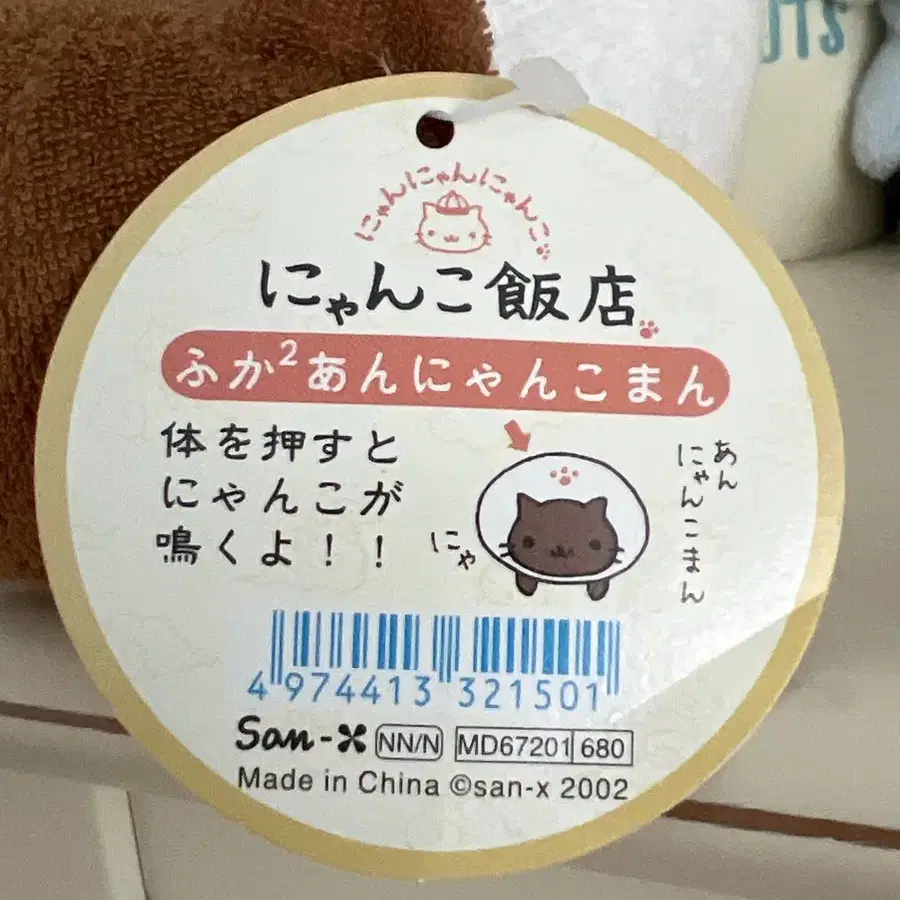 UTS
にゃんにゃんにゃんこ
にゃんこ飯店
ふか²あんにゃんこまん
体を押すと
にゃんこが
鳴くよ！！
にゃ
あん
にゃんこまん
4 974413 321501
San-X NN/N MD67201 680
Made in China ©san-x 2002